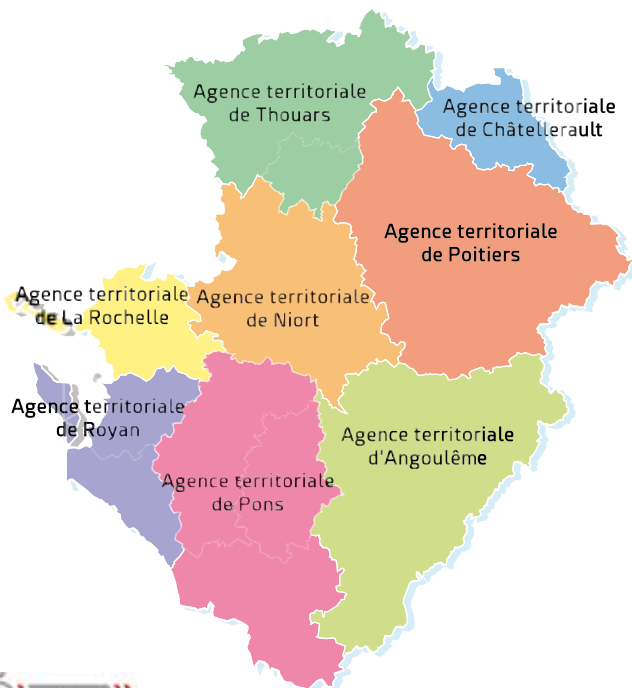 Agence territoriale
de Thouars
Agence territoriale
de Châtellerault
Agence territoriale
de Poitiers
Agence territoriale
de La Rochelle
Agence territoriale
de Niort
Agence territoriale
de Royan
Agence territoriale
d'Angoulême
Agence territoriale
de Pons